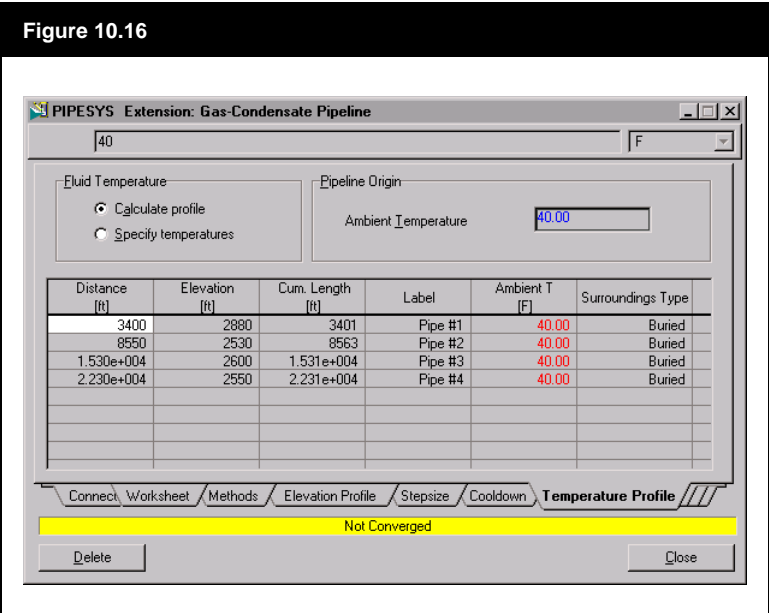 Figure 10.16
PIPESYS Extension: Gas-Condensate Pipeline
40 F
Fluid Temperature
Calculate profile
Specify temperatures
Pipeline Origin
Ambient Temperature 40.00
Distance [ft] Elevation [ft] Cum. Length [ft] Label Ambient T [F] Surroundings Type
3400 2880 3401 Pipe #1 40.00 Buried
8550 2530 8563 Pipe #2 40.00 Buried
1.530e+004 2600 1.531e+004 Pipe #3 40.00 Buried
2.230e+004 2550 2.231e+004 Pipe #4 40.00 Buried
Connect Worksheet Methods Elevation Profile Stepsize Cooldown Temperature Profile
Not Converged
Delete Close